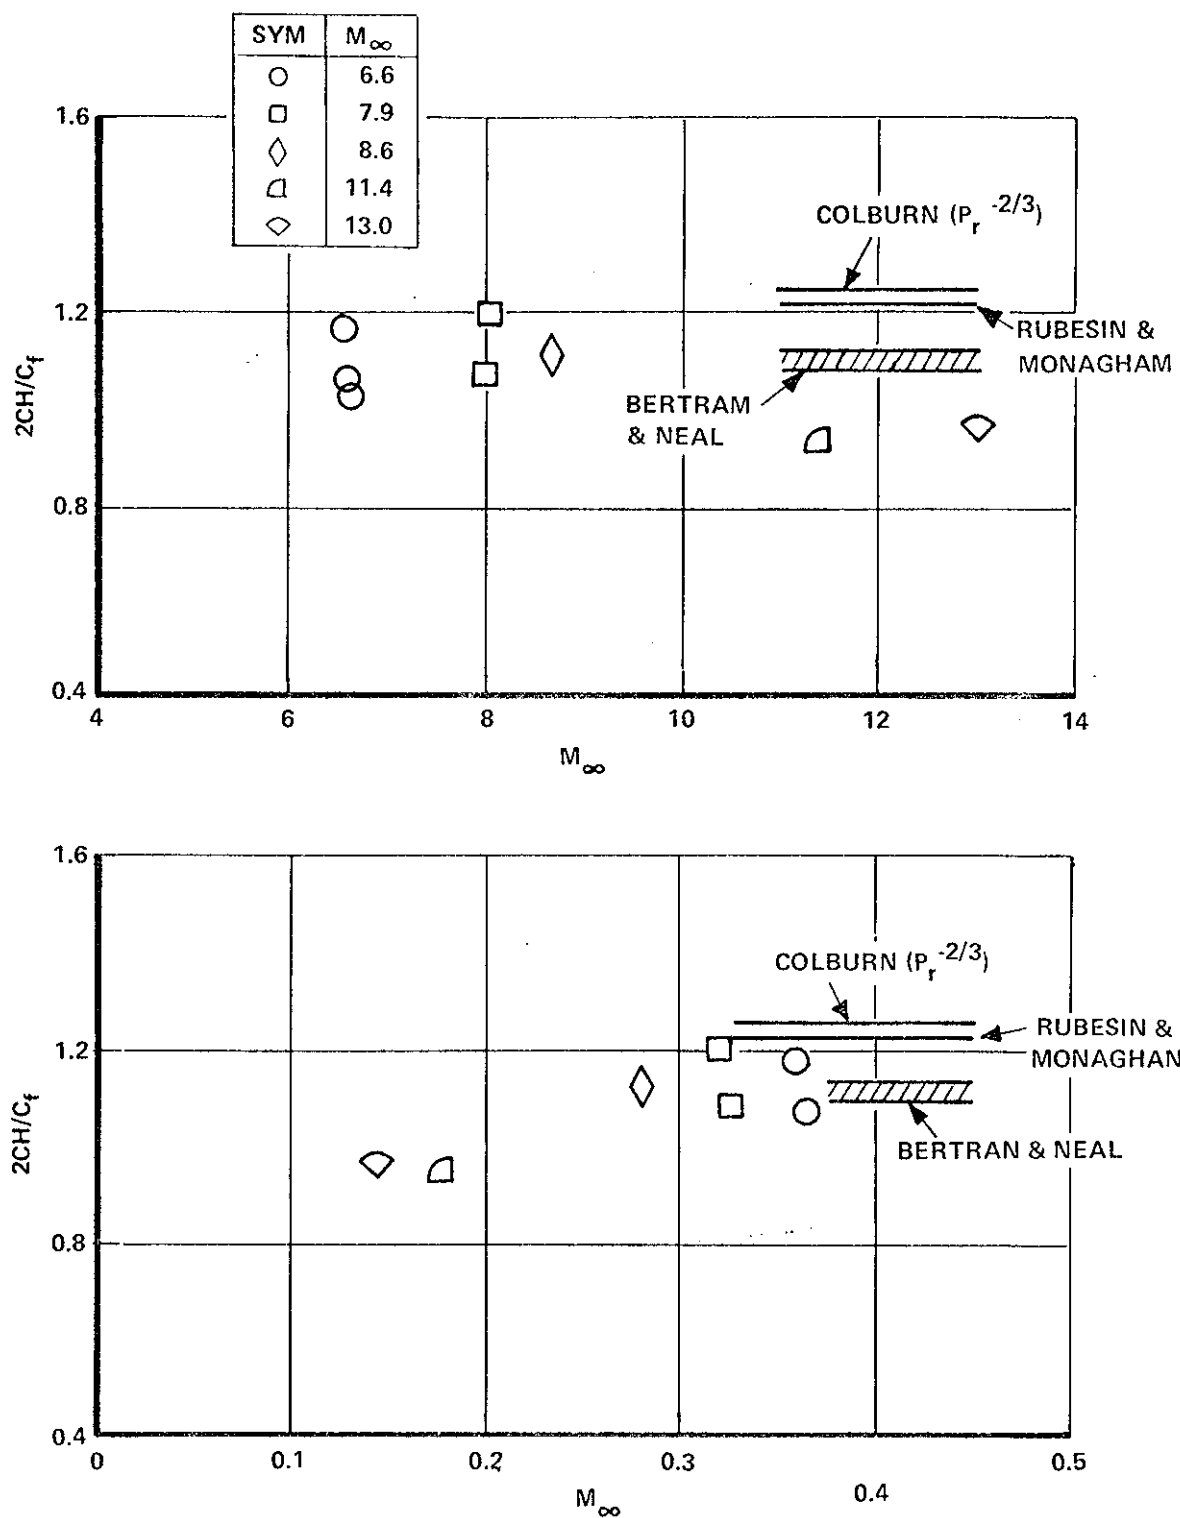 SYM M∞
6.6
7.9
8.6
11.4
13.0
1.6
COLBURN (Pr -2/3)
1.2
RUBESIN &
MONAGHAM
2CH/Cf
BERTRAM
& NEAL
0.8
0.4
4 6 8 10 12 14
M∞
1.6
COLBURN (Pr -2/3)
RUBESIN &
MONAGHAN
1.2
2CH/Cf
BERTRAN & NEAL
0.8
0.4
0 0.1 0.2 0.3 0.5
0.4
M∞